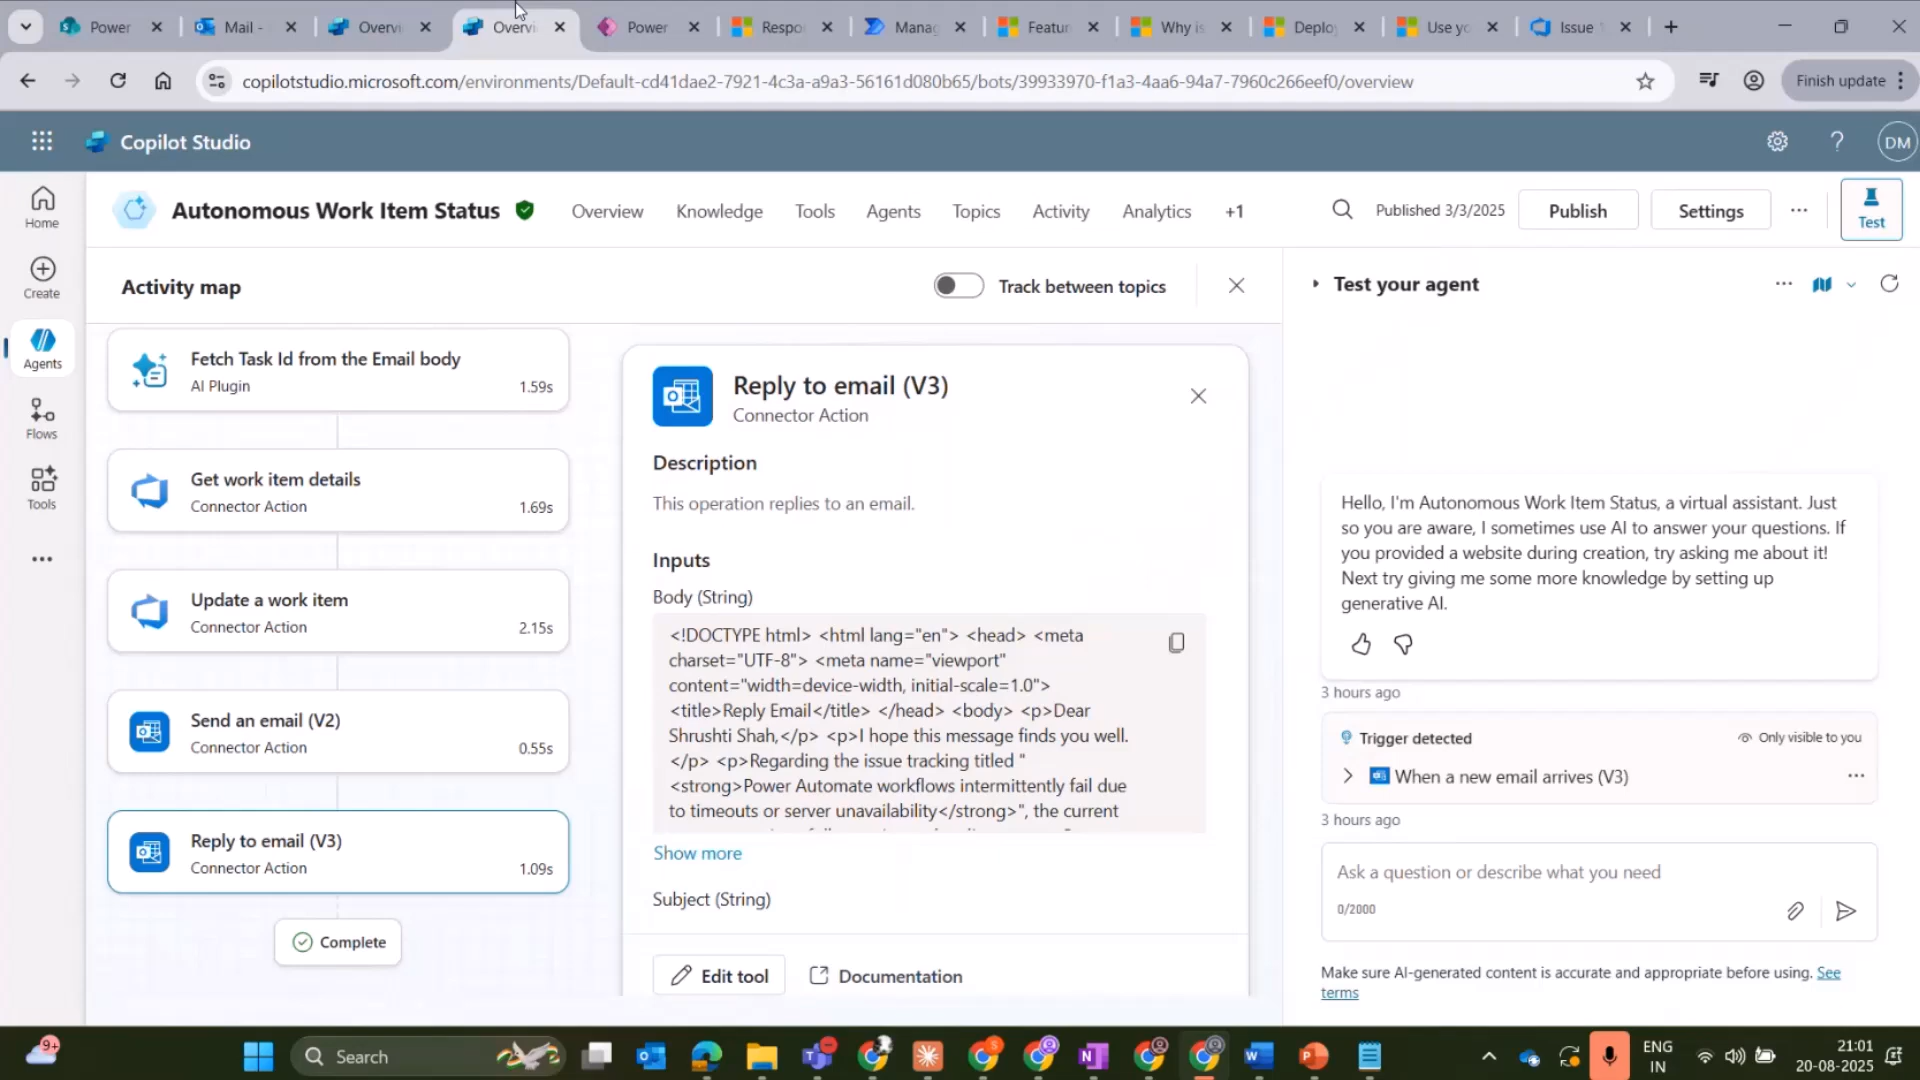 Power
Mail -
Overvi
Overvi
Power
Respo
Manag
Featur
Why is
Deploy
Use yo
Issue
copilotstudio.microsoft.com/environments/Default-cd41dae2-7921-4c3a-a9a3-56161d080b65/bots/39933970-f1a3-4aa6-94a7-7960c266eef0/overview
Finish update
Copilot Studio
DM
Home
Create
Agents
Flows
Tools
Autonomous Work Item Status
Overview
Knowledge
Tools
Agents
Topics
Activity
Analytics
+1
Published 3/3/2025
Publish
Settings
Test
Activity map
Track between topics
Fetch Task Id from the Email body
AI Plugin
1.59s
Get work item details
Connector Action
1.69s
Update a work item
Connector Action
2.15s
Send an email (V2)
Connector Action
0.55s
Reply to email (V3)
Connector Action
1.09s
Complete
Reply to email (V3)
Connector Action
Description
This operation replies to an email.
Inputs
Body (String)
<!DOCTYPE html> <html lang="en"> <head> <meta
charset="UTF-8"> <meta name="viewport"
content="width=device-width, initial-scale=1.0">
<title>Reply Email</title> </head> <body> <p>Dear
Shrushti Shah,</p> <p>I hope this message finds you well.
</p> <p>Regarding the issue tracking titled "
<strong>Power Automate workflows intermittently fail due
to timeouts or server unavailability</strong>", the current
Show more
Subject (String)
Edit tool
Documentation
Test your agent
Hello, I'm Autonomous Work Item Status, a virtual assistant. Just
so you are aware, I sometimes use AI to answer your questions. If
you provided a website during creation, try asking me about it!
Next try giving me some more knowledge by setting up
generative AI.
3 hours ago
Trigger detected
Only visible to you
When a new email arrives (V3)
3 hours ago
Ask a question or describe what you need
0/2000
Make sure AI-generated content is accurate and appropriate before using. See
terms
9+
Search
ENG
IN
21:01
20-08-2025